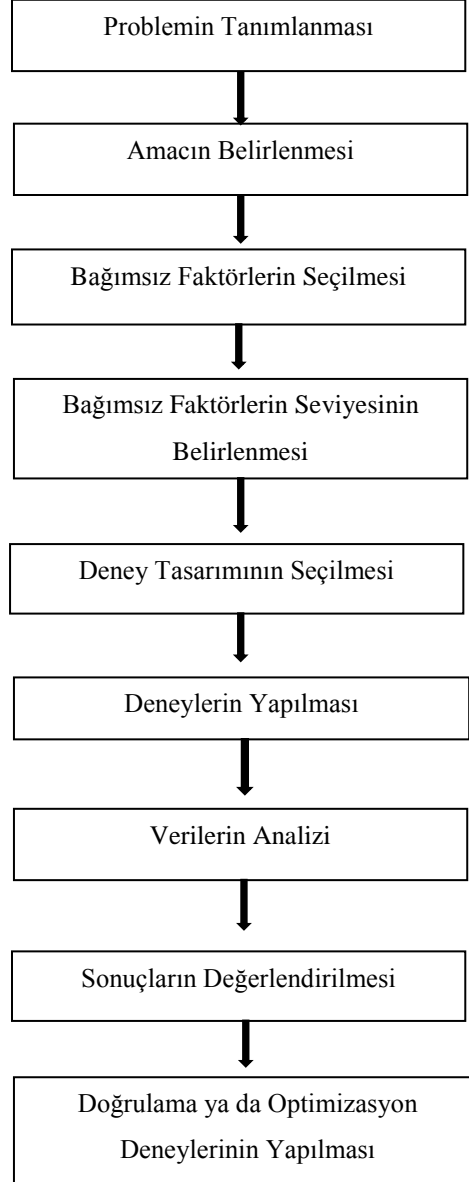 Problemin Tanımlanması
Amacın Belirlenmesi
Bağımsız Faktörlerin Seçilmesi
Bağımsız Faktörlerin Seviyesinin
Belirlenmesi
Deney Tasarımının Seçilmesi
Deneylerin Yapılması
Verilerin Analizi
Sonuçların Değerlendirilmesi
Doğrulama ya da Optimizasyon
Deneylerinin Yapılması